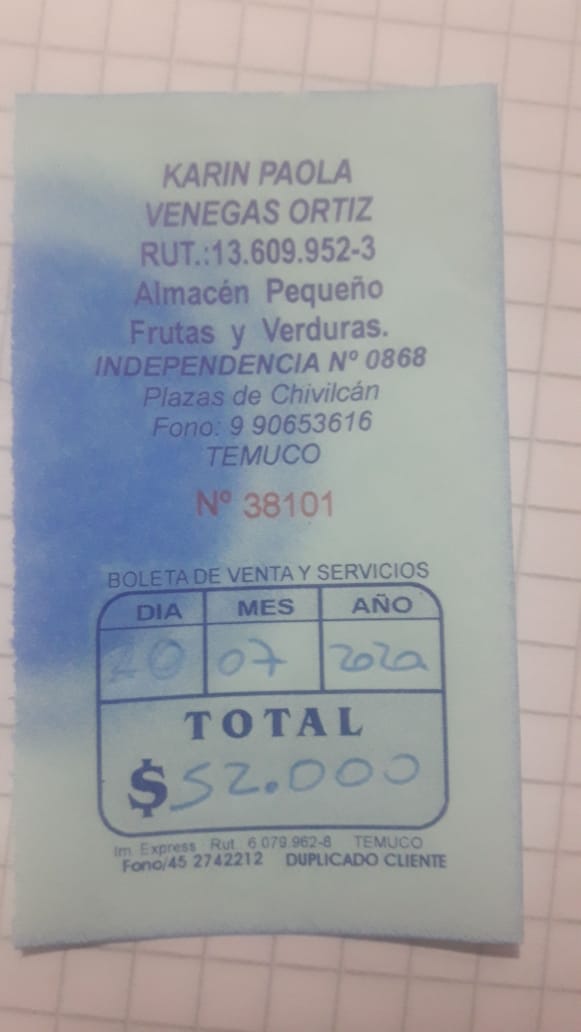 KARIN PAOLA
VENEGAS ORTIZ
RUT.:13.609.952-3
Almacén Pequeño
Frutas y Verduras.
INDEPENDENCIA Nº 0868
Plazas de Chivilcán
Fono: 9 90653616
TEMUCO
Nº 38101
BOLETA DE VENTA Y SERVICIOS
DIA MES AÑO
20 07 2020
TOTAL
$52.000
Im. Express Rut. 6.079.962-8 TEMUCO
Fono/45 2742212 DUPLICADO CLIENTE